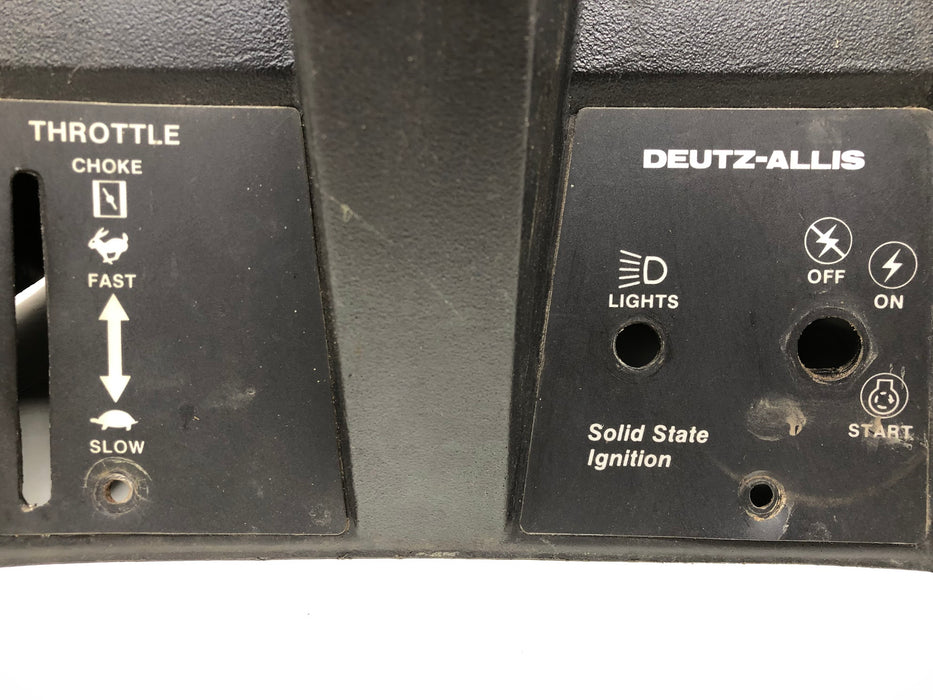 THROTTLE
CHOKE
FAST
SLOW
DEUTZ-ALLIS
LIGHTS
OFF
ON
START
Solid State
Ignition